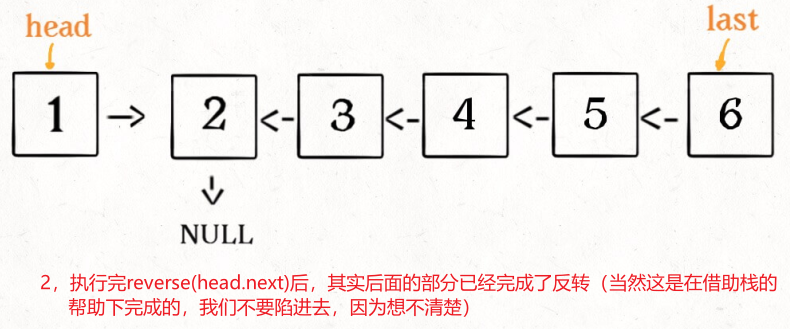 head
last
1 -> 2 <- 3 <- 4 <- 5 <- 6
NULL
2，执行完reverse(head.next)后，其实后面的部分已经完成了反转（当然这是在借助栈的
帮助下完成的，我们不要陷进去，因为想不清楚）